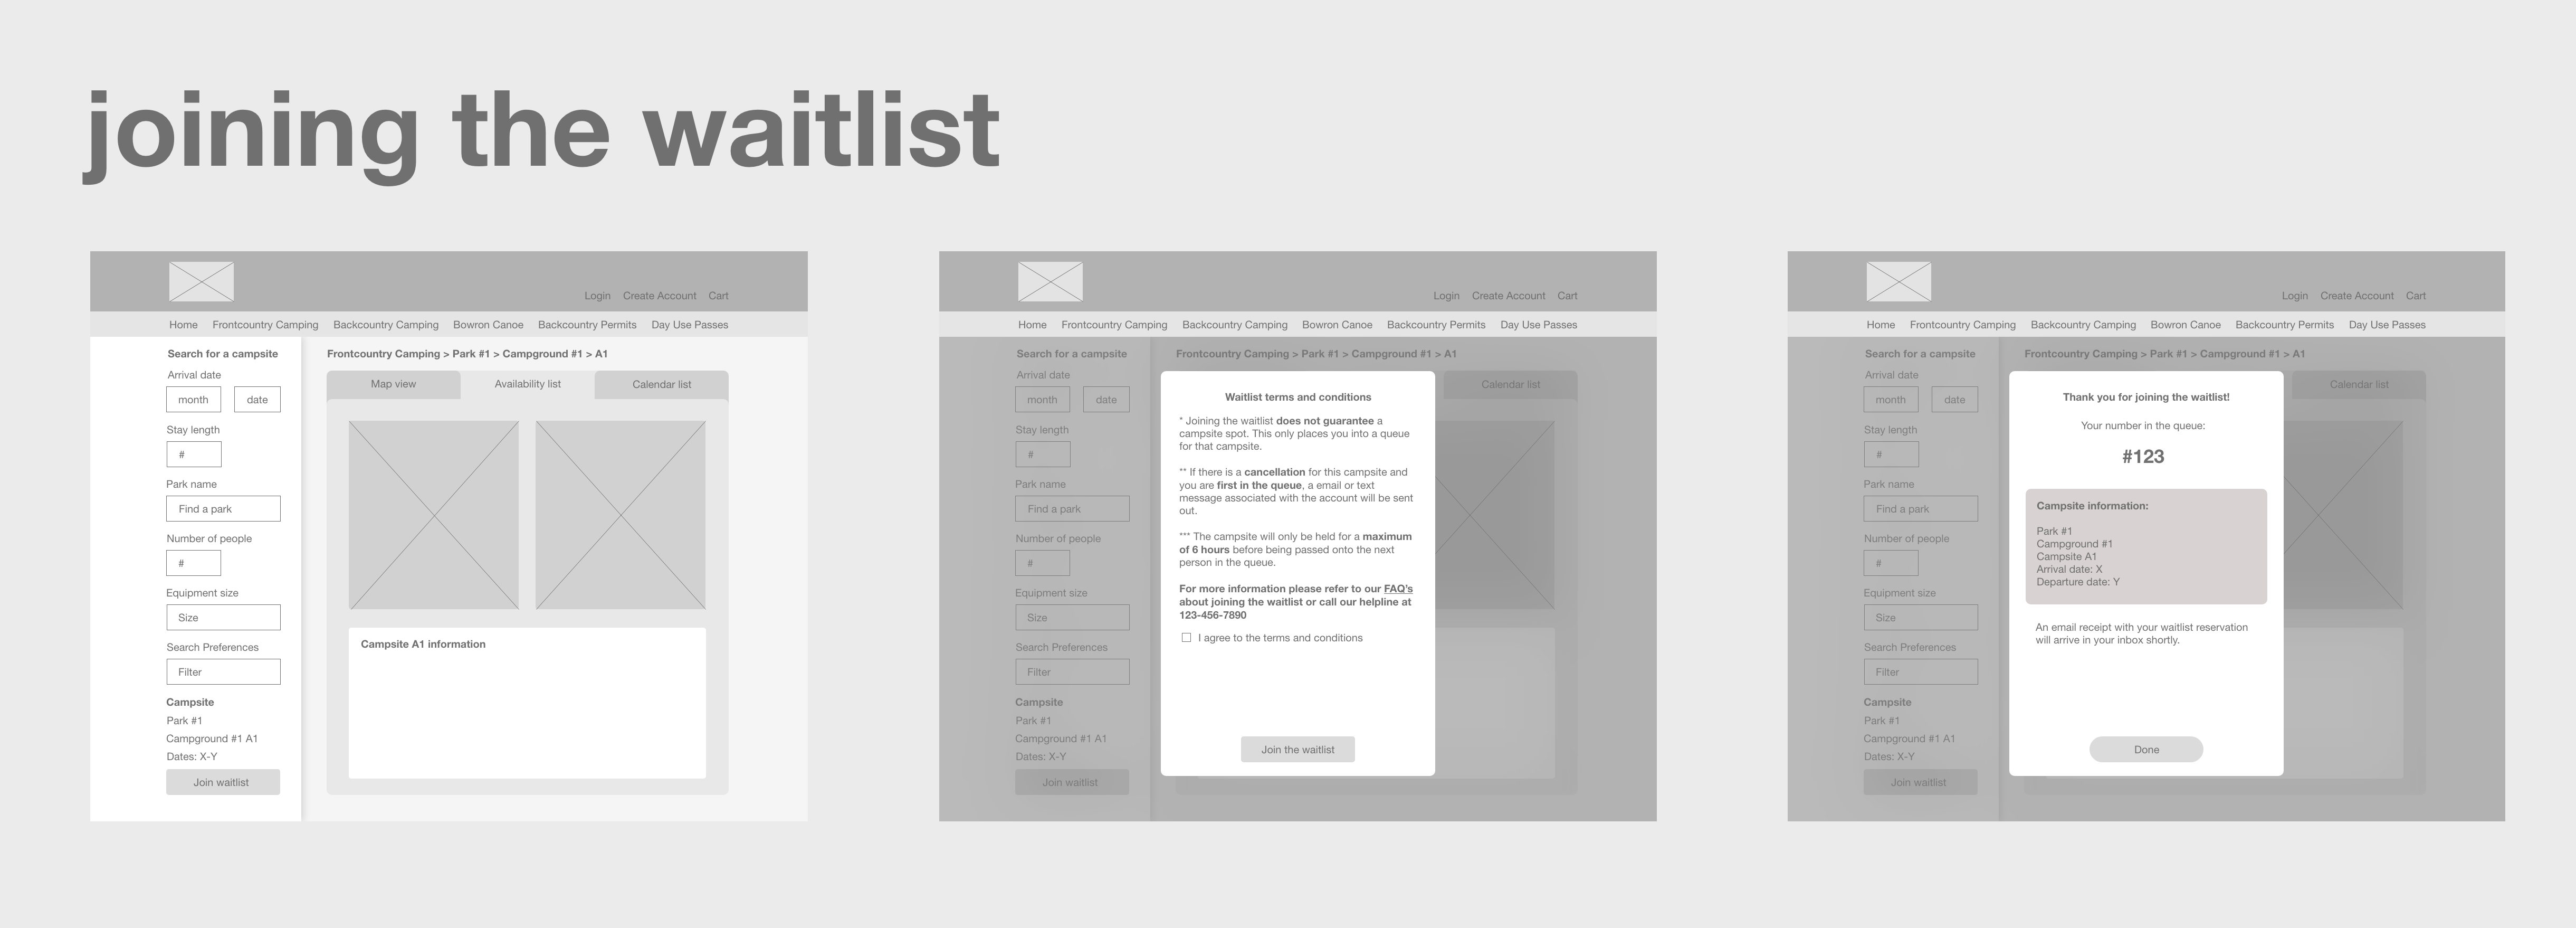 joining the waitlist
Login Create Account Cart
Home Frontcountry Camping Backcountry Camping Bowron Canoe Backcountry Permits Day Use Passes
Search for a campsite
Arrival date
month date
Stay length
#
Park name
Find a park
Number of people
#
Equipment size
Size
Search Preferences
Filter
Campsite
Park #1
Campground #1 A1
Dates: X-Y
Join waitlist
Frontcountry Camping > Park #1 > Campground #1 > A1
Map view Availability list Calendar list
Campsite A1 information
Login Create Account Cart
Home Frontcountry Camping Backcountry Camping Bowron Canoe Backcountry Permits Day Use Passes
Search for a campsite
Arrival date
month date
Stay length
#
Park name
Find a park
Number of people
#
Equipment size
Size
Search Preferences
Filter
Campsite
Park #1
Campground #1 A1
Dates: X-Y
Join waitlist
Frontcountry Camping > Park #1 > Campground #1 > A1
Calendar list
Waitlist terms and conditions
* Joining the waitlist does not guarantee a
campsite spot. This only places you into a queue
for that campsite.
** If there is a cancellation for this campsite and
you are first in the queue, a email or text
message associated with the account will be sent
out.
*** The campsite will only be held for a maximum
of 6 hours before being passed onto the next
person in the queue.
For more information please refer to our FAQ's
about joining the waitlist or call our helpline at
123-456-7890
I agree to the terms and conditions
Join the waitlist
Login Create Account Cart
Home Frontcountry Camping Backcountry Camping Bowron Canoe Backcountry Permits Day Use Passes
Search for a campsite
Arrival date
month date
Stay length
#
Park name
Find a park
Number of people
#
Equipment size
Size
Search Preferences
Filter
Campsite
Park #1
Campground #1 A1
Dates: X-Y
Join waitlist
Frontcountry Camping > Park #1 > Campground #1 > A1
Calendar list
Thank you for joining the waitlist!
Your number in the queue:
#123
Campsite information:
Park #1
Campground #1
Campsite A1
Arrival date: X
Departure date: Y
An email receipt with your waitlist reservation
will arrive in your inbox shortly.
Done